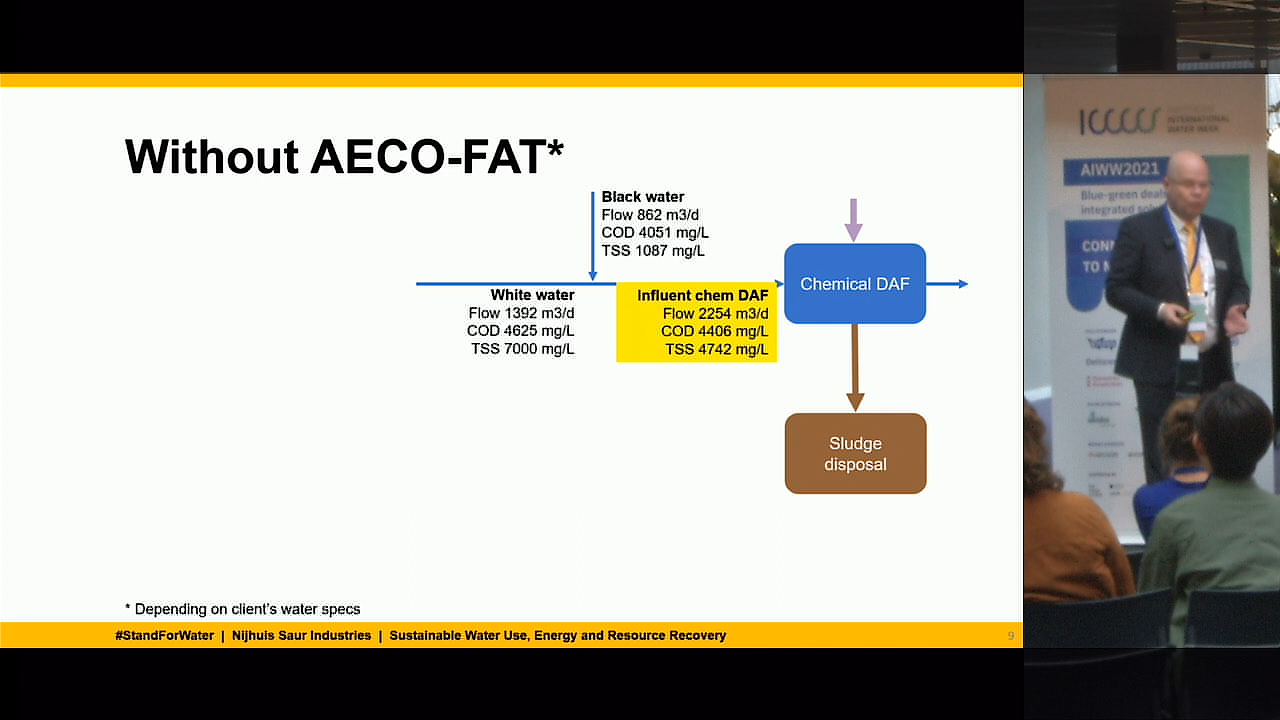 Without AECO-FAT*
Black water
Flow 862 m3/d
COD 4051 mg/L
TSS 1087 mg/L
White water
Flow 1392 m3/d
COD 4625 mg/L
TSS 7000 mg/L
Influent chem DAF
Flow 2254 m3/d
COD 4406 mg/L
TSS 4742 mg/L
Chemical DAF
Sludge
disposal
* Depending on client's water specs
#StandForWater | Nijhuis Saur Industries | Sustainable Water Use, Energy and Resource Recovery
9
INTERNATIONAL
WATER WEEK
AIWW2021
Blue-green deals
integrated
CONN
TO